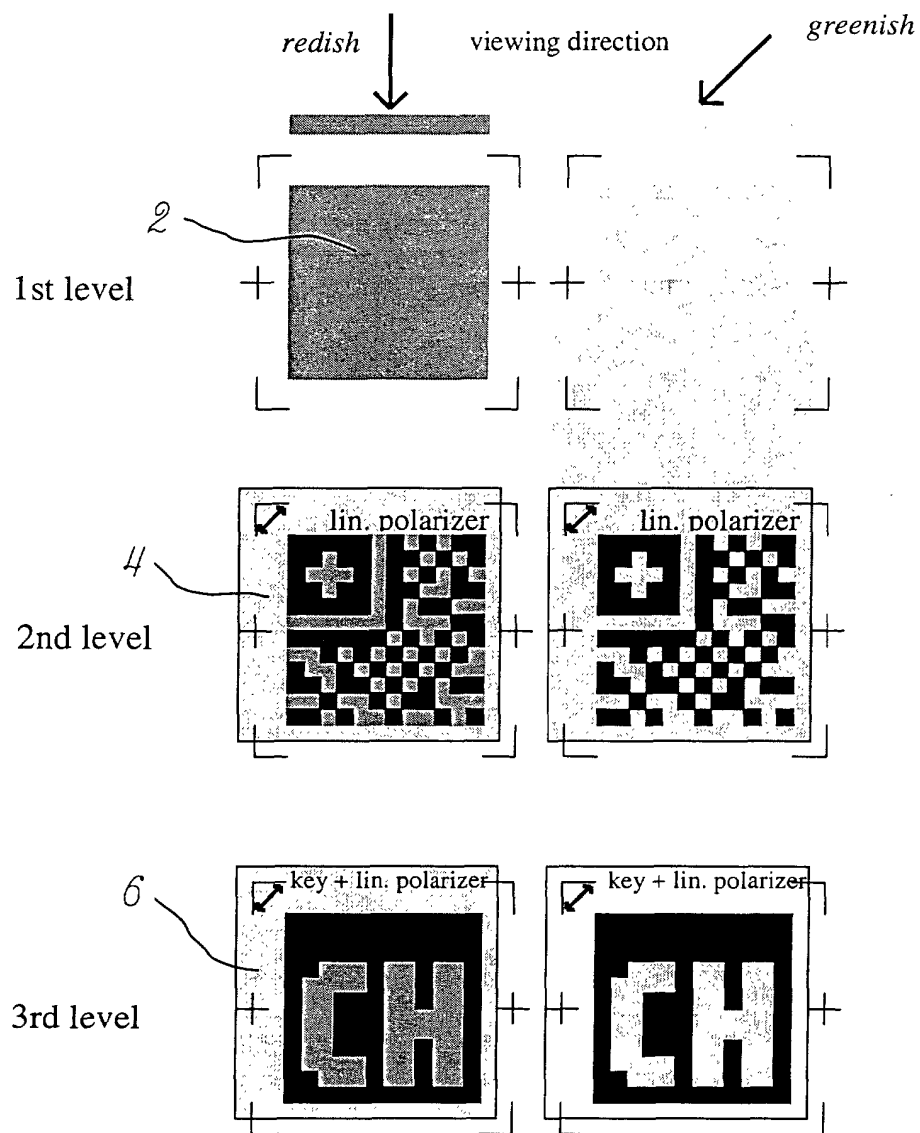 redish viewing direction greenish
2
1st level
lin. polarizer lin. polarizer
4
2nd level
key + lin. polarizer key + lin. polarizer
6
3rd level
CH CH